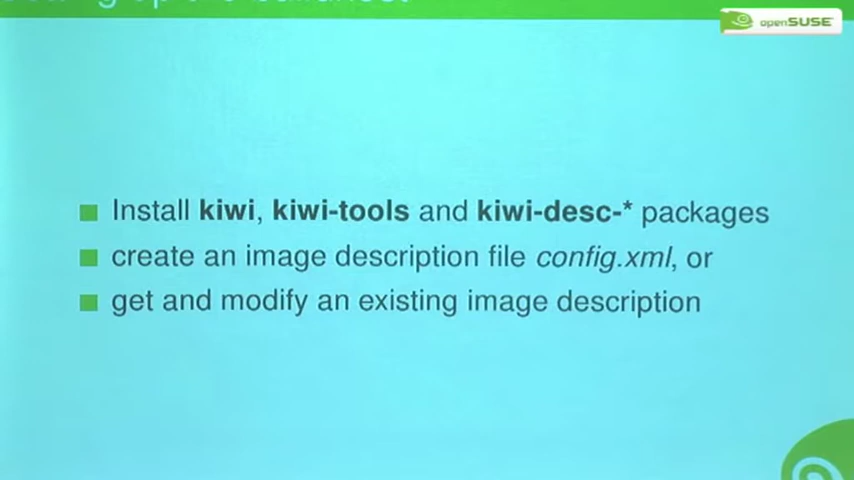 openSUSE
Install kiwi, kiwi-tools and kiwi-desc-* packages
create an image description file config.xml, or
get and modify an existing image description